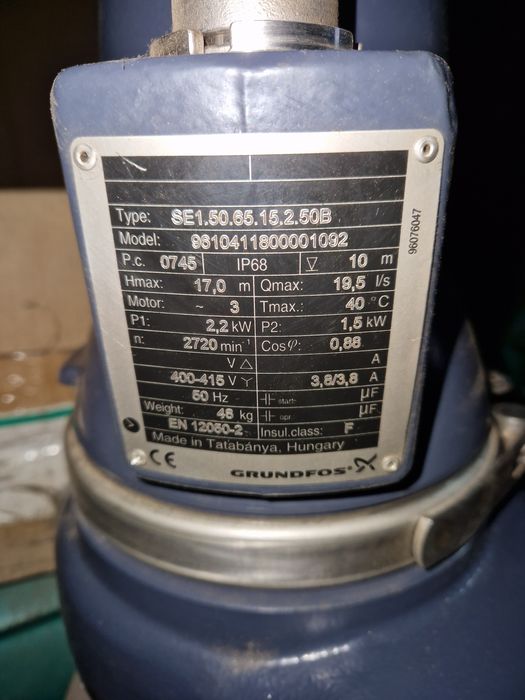 Type: SE1.50.65.15.2.50B
Model: 9610411800001092
P.c. 0745 IP68 ▽ 10 m
Hmax: 17,0 m Qmax: 19,5 l/s
Motor: ~ 3 Tmax.: 40 °C
P1: 2,2 kW P2: 1,5 kW
n: 2720 min⁻¹ Cosφ: 0,88
V △ A
400-415 V Y 3,8/3,8 A
50 Hz start: µF
Weight: 46 kg opr. µF
EN 12050-2 Insul.class: F
Made in Tatabánya, Hungary
CE GRUNDFOS
96076047